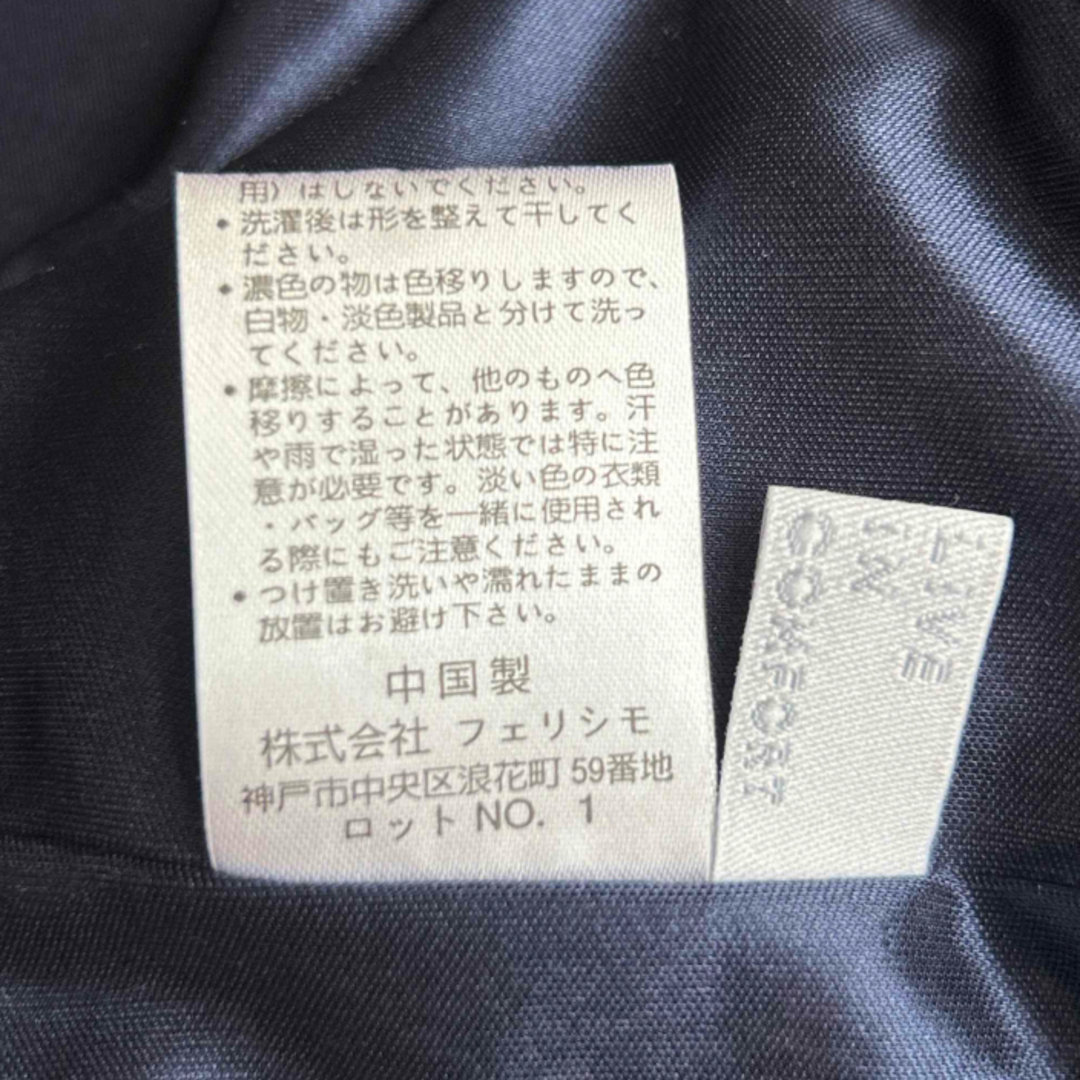 用）はしないでください。
• 洗濯後は形を整えて干してく
ださい。
• 濃色の物は色移りしますので、
白物・淡色製品と分けて洗っ
てください。
• 摩擦によって、他のものへ色
移りすることがあります。汗
や雨で湿った状態では特に注
意が必要です。淡い色の衣類
・バッグ等を一緒に使用され
る際にもご注意ください。
• つけ置き洗いや濡れたままの
放置はお避け下さい。
中国製
株式会社 フェリシモ
神戸市中央区浪花町 59番地
ロット NO. 1
LIVE
in
COMFORT